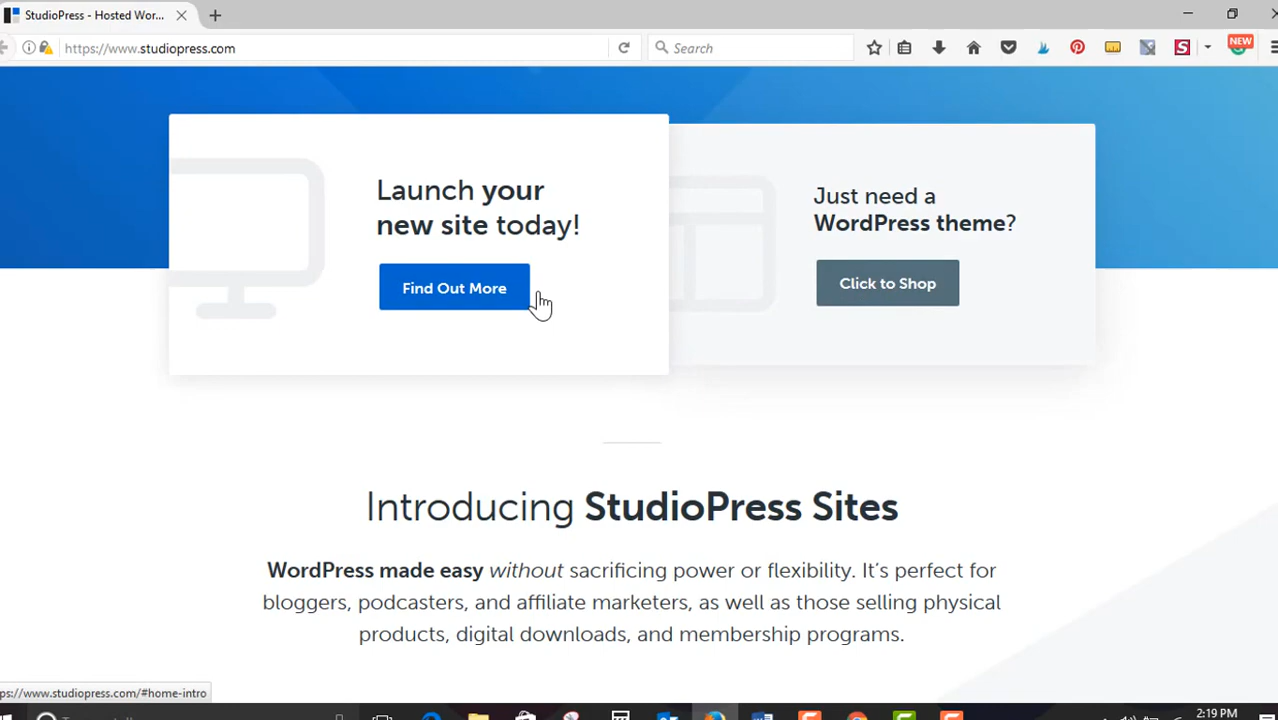 StudioPress - Hosted Wor...
https://www.studiopress.com
Search
NEW
Launch your
new site today!
Find Out More
Just need a
WordPress theme?
Click to Shop
Introducing StudioPress Sites
WordPress made easy without sacrificing power or flexibility. It's perfect for
bloggers, podcasters, and affiliate marketers, as well as those selling physical
products, digital downloads, and membership programs.
ps://www.studiopress.com/#home-intro
2:19 PM